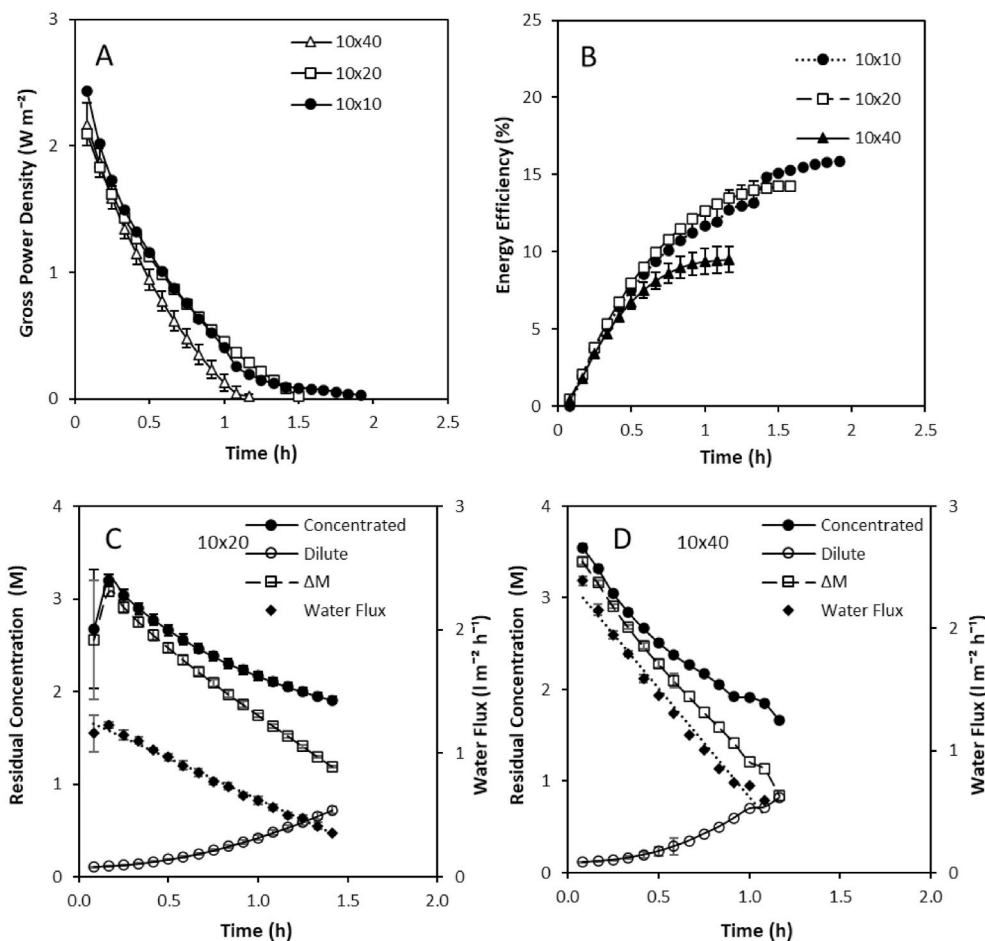 A
10x40
10x20
10x10
Gross Power Density (W m⁻²)
3
2
1
0
0
0.5
1
1.5
2
2.5
Time (h)
B
10x10
10x20
10x40
Energy Efficiency (%)
25
20
15
10
5
0
0
0.5
1
1.5
2
2.5
Time (h)
C
10x20
Concentrated
Dilute
ΔM
Water Flux
Residual Concentration (M)
4
3
2
1
0
Water Flux (l m⁻² h⁻¹)
3
2
1
0
0.0
0.5
1.0
1.5
2.0
Time (h)
D
10x40
Concentrated
Dilute
ΔM
Water Flux
Residual Concentration (M)
4
3
2
1
0
Water Flux (l m⁻² h⁻¹)
3
2
1
0
0.0
0.5
1.0
1.5
2.0
Time (h)